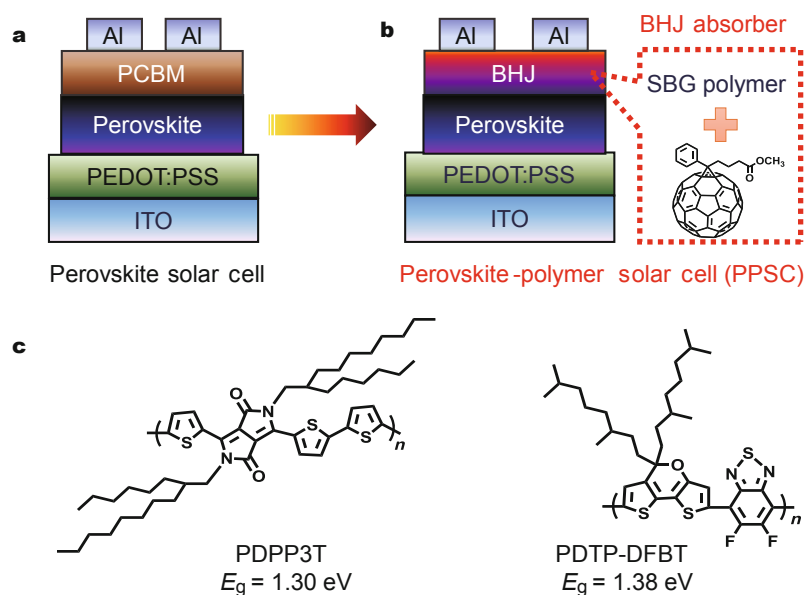 a
Al Al
PCBM
Perovskite
PEDOT:PSS
ITO
Perovskite solar cell
b
Al Al
BHJ
Perovskite
PEDOT:PSS
ITO
Perovskite-polymer solar cell (PPSC)
BHJ absorber
SBG polymer
OCH3
O
c
O
N
S
S
S
n
N
O
PDPP3T
Eg = 1.30 eV
O
S
S
N
S
N
F
F
n
PDTP-DFBT
Eg = 1.38 eV